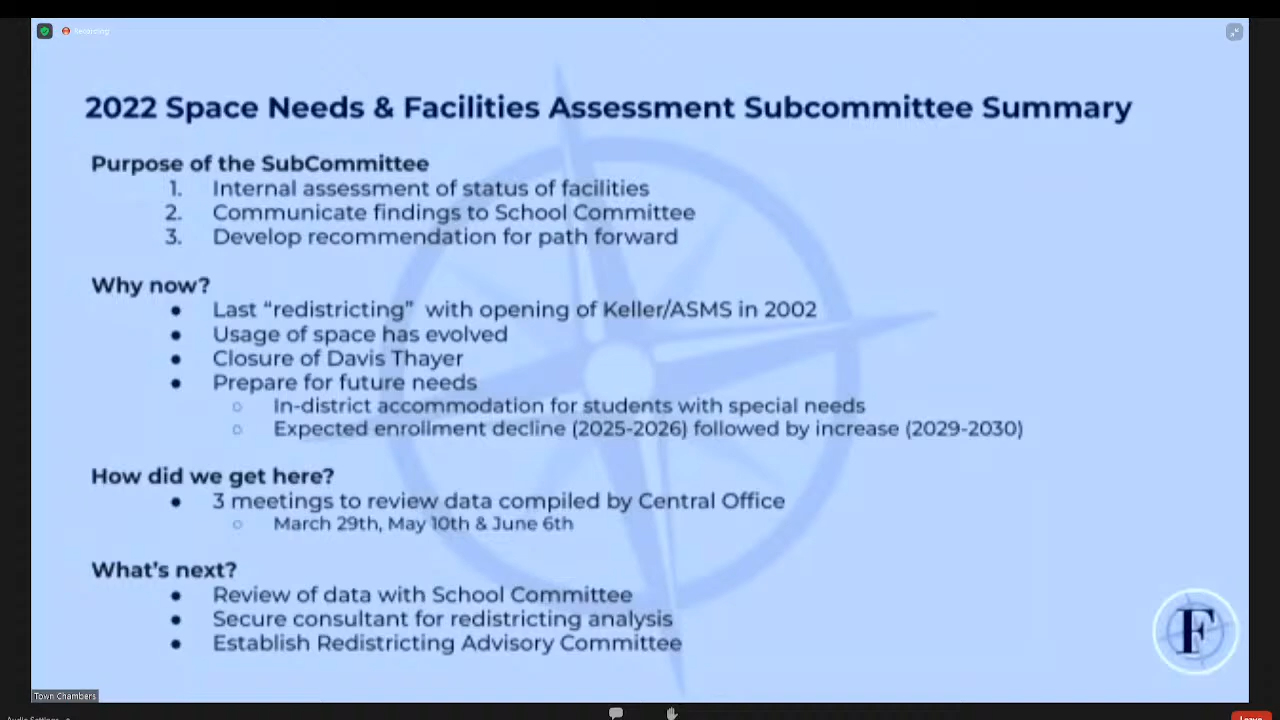 Recording
2022 Space Needs & Facilities Assessment Subcommittee Summary
Purpose of the SubCommittee
1. Internal assessment of status of facilities
2. Communicate findings to School Committee
3. Develop recommendation for path forward
Why now?
● Last “redistricting” with opening of Keller/ASMS in 2002
● Usage of space has evolved
● Closure of Davis Thayer
● Prepare for future needs
○ In-district accommodation for students with special needs
○ Expected enrollment decline (2025-2026) followed by increase (2029-2030)
How did we get here?
● 3 meetings to review data compiled by Central Office
○ March 29th, May 10th & June 6th
What’s next?
● Review of data with School Committee
● Secure consultant for redistricting analysis
● Establish Redistricting Advisory Committee
F
Town Chambers
Audio Settings
Leave